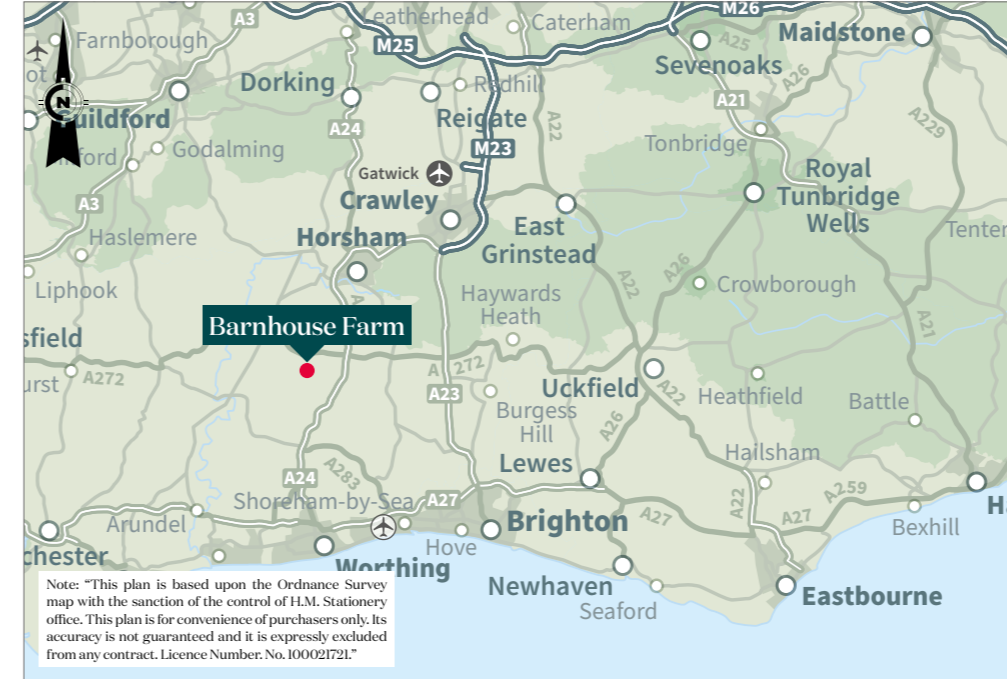 A3
Leatherhead
Caterham
M26
Farnborough
M25
A25
Maidstone
Sevenoaks
Dorking
Redhill
A26
A21
N
Guildford
A24
Reigate
A22
A229
M23
Tonbridge
Godalming
Gatwick
Royal
Tunbridge
Wells
A3
Crawley
East
Grinstead
Haslemere
Horsham
Tenter
A22
A26
Crowborough
Liphook
Haywards
Heath
A21
Barnhouse Farm
sfield
A
A 272
urst
A272
A23
Uckfield
A22
Heathfield
Battle
Burgess
Hill
A26
Hailsham
Lewes
A283
A24
Shoreham-by-Sea
A27
A22
A259
Arundel
Brighton
A27
A27
Bexhill
H
Hove
chester
Worthing
Newhaven
Seaford
Eastbourne
Note: “This plan is based upon the Ordnance Survey
map with the sanction of the control of H.M. Stationery
office. This plan is for convenience of purchasers only. Its
accuracy is not guaranteed and it is expressly excluded
from any contract. Licence Number. No. 100021721.”